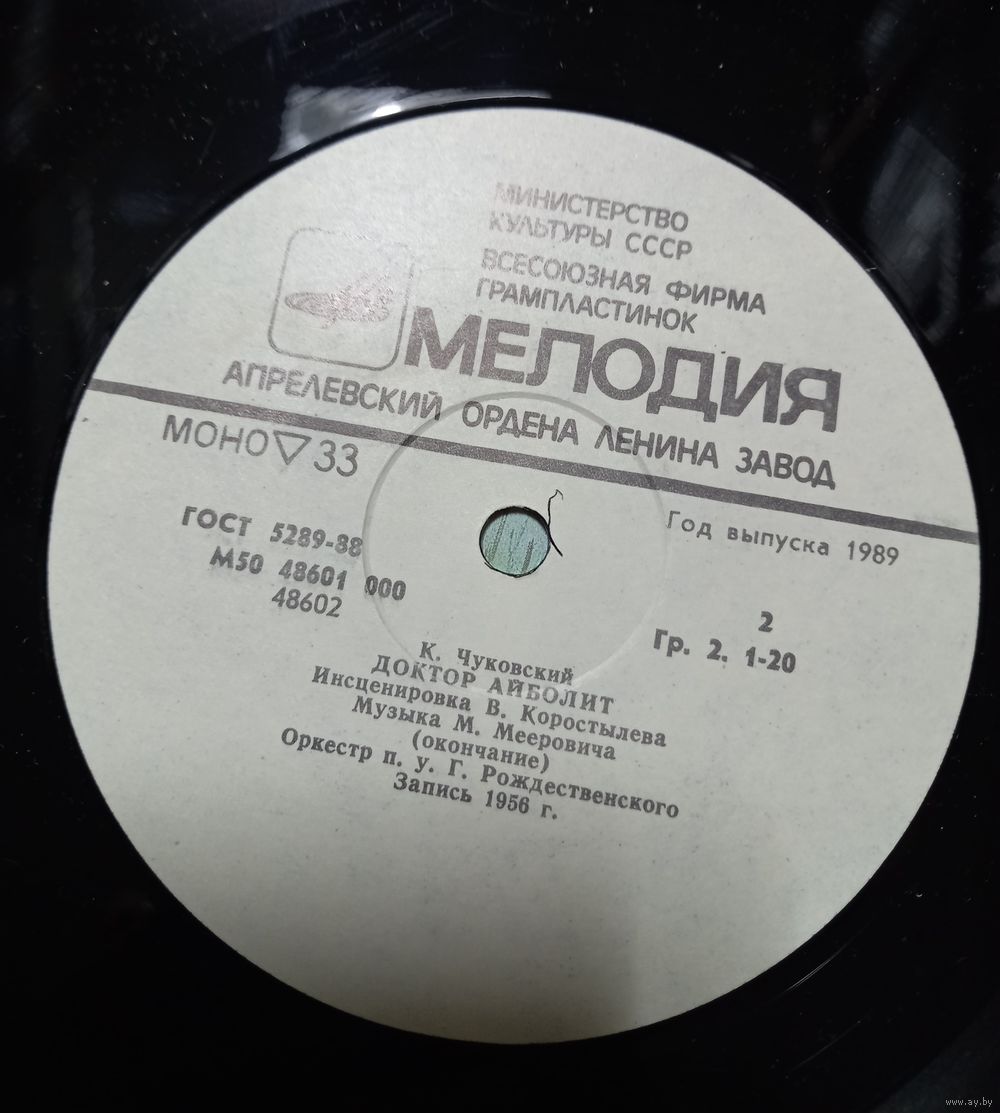 МИНИСТЕРСТВО
КУЛЬТУРЫ СССР
ВСЕСОЮЗНАЯ ФИРМА
ГРАМПЛАСТИНОК
МЕЛОДИЯ
АПРЕЛЕВСКИЙ ОРДЕНА ЛЕНИНА ЗАВОД
МОНО ▽ 33
ГОСТ 5289-88
М50 48601 000
48602
Год выпуска 1989
2
Гр. 2. 1-20
К. Чуковский
ДОКТОР АЙБОЛИТ
Инсценировка В. Коростылева
Музыка М. Мееровича
(окончание)
Оркестр п. у. Г. Рождественского
Запись 1956 г.
www.ay.by